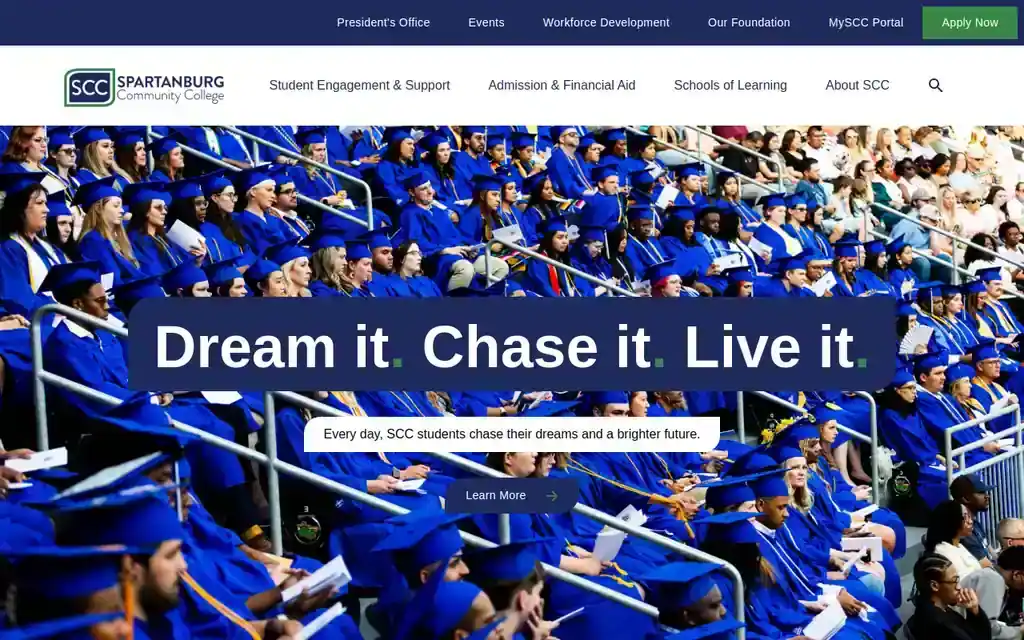 President's Office
Events
Workforce Development
Our Foundation
MySCC Portal
Apply Now
SCC SPARTANBURG
Community College
Student Engagement & Support
Admission & Financial Aid
Schools of Learning
About SCC
Dream it. Chase it. Live it.
Every day, SCC students chase their dreams and a brighter future.
Learn More